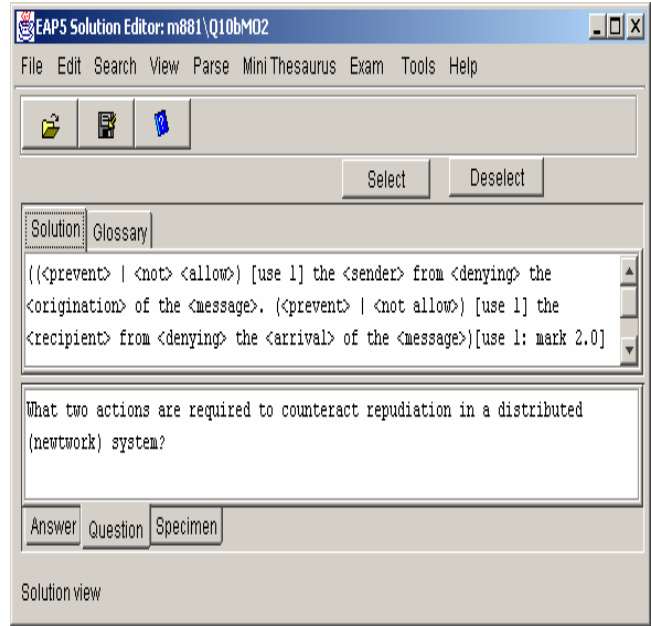 EAP5 Solution Editor: m881\Q10bMO2
File Edit Search View Parse Mini Thesaurus Exam Tools Help
Select Deselect
Solution Glossary
((<prevent> | <not> <allow>) [use 1] the <sender> from <denying> the
<origination> of the <message>. (<prevent> | <not allow>) [use 1] the
<recipient> from <denying> the <arrival> of the <message>)[use 1: mark 2.0]
What two actions are required to counteract repudiation in a distributed
(newtwork) system?
Answer Question Specimen
Solution view